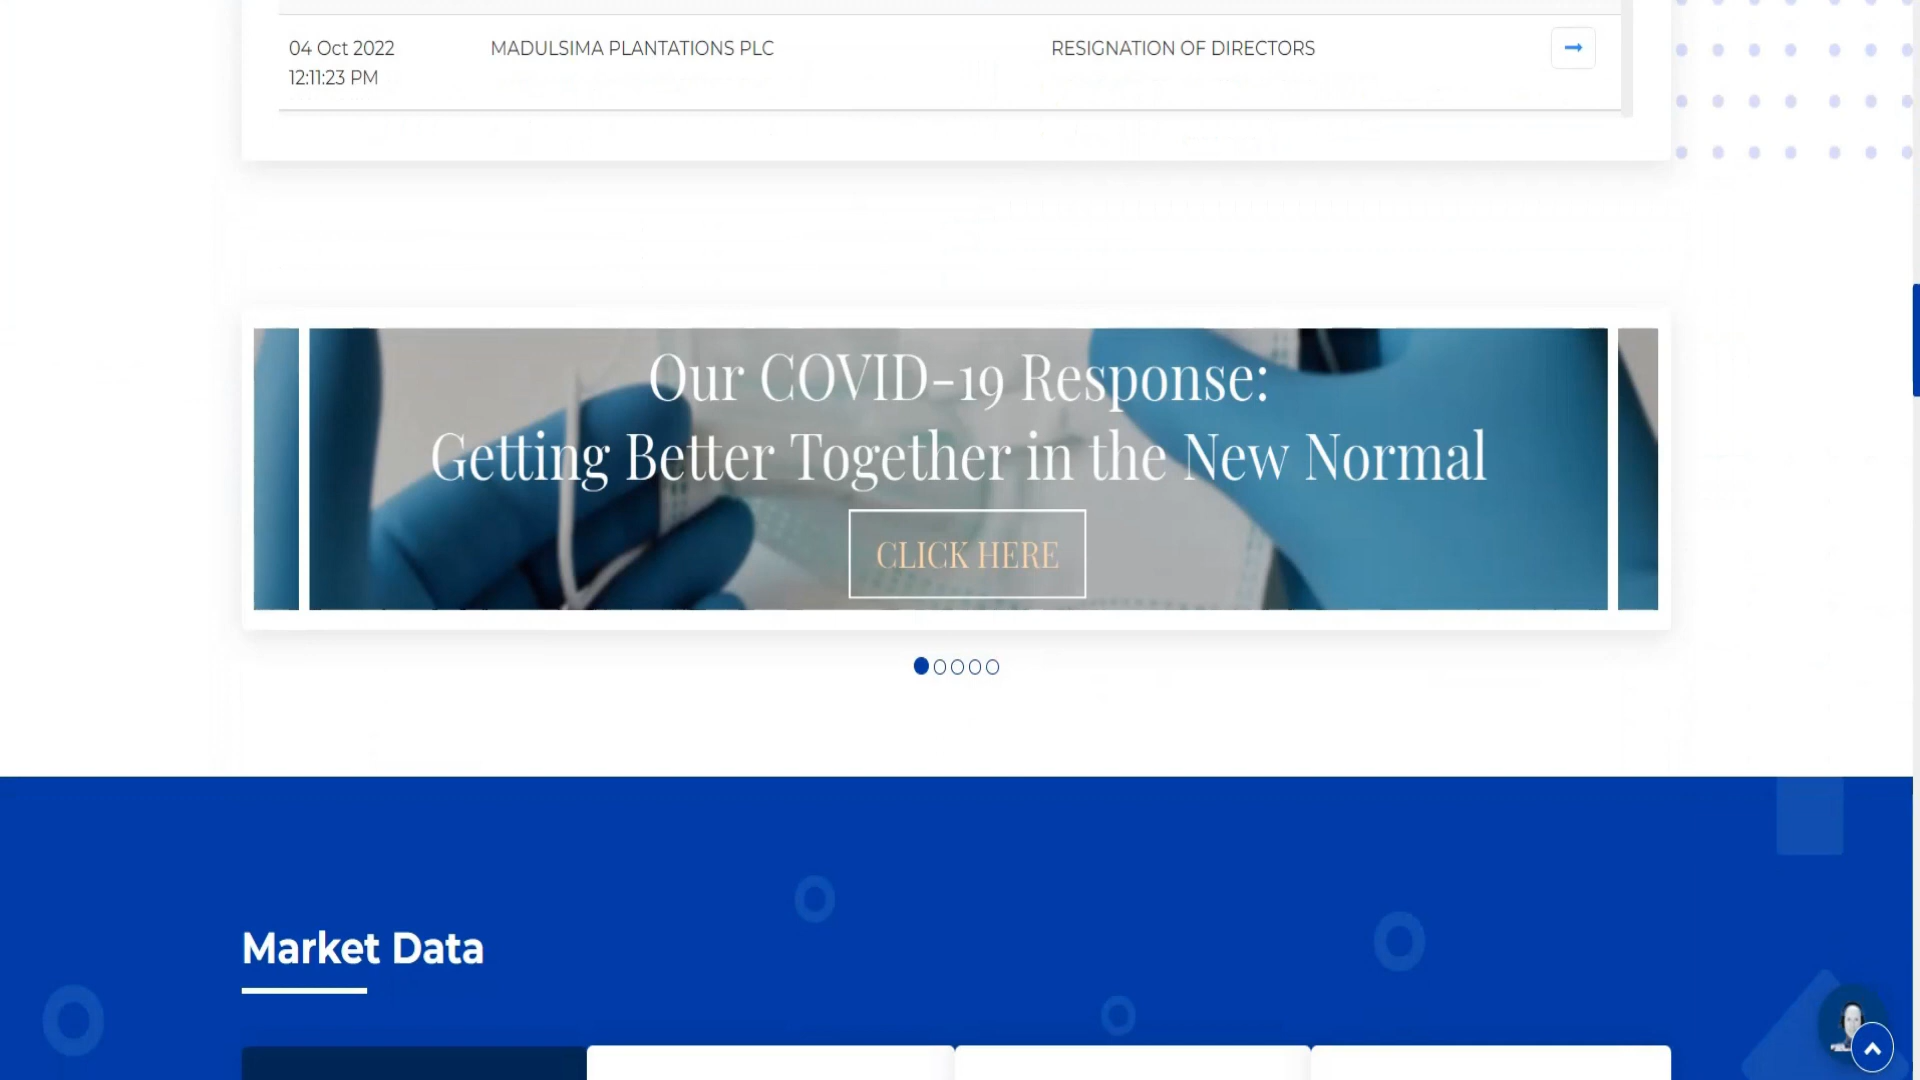 04 Oct 2022 MADULSIMA PLANTATIONS PLC RESIGNATION OF DIRECTORS
12:11:23 PM
Our COVID-19 Response:
Getting Better Together in the New Normal
CLICK HERE
Market Data